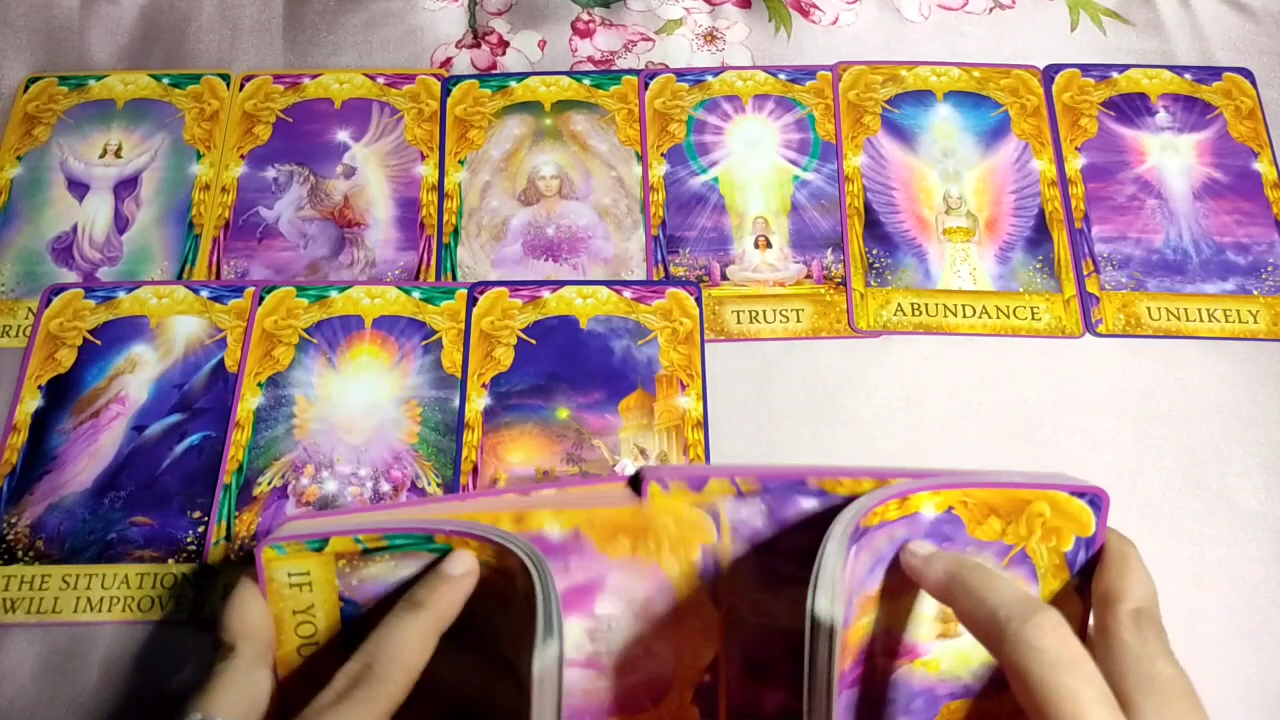 TRUST
ABUNDANCE
UNLIKELY
THE SITUATION
WILL IMPROVE
IF YOU